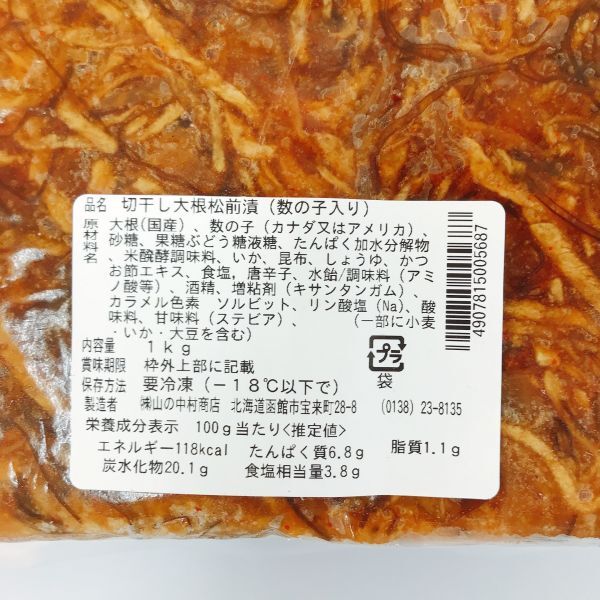 品名 切干し大根松前漬（数の子入り）
原材料名 大根(国産)、数の子（カナダ又はアメリカ）、
砂糖、果糖ぶどう糖液糖、たんぱく加水分解物
、米醗酵調味料、いか、昆布、しょうゆ、かつ
お節エキス、食塩，唐辛子、水飴/調味料（アミ
ノ酸等）、酒精、増粘剤（キサンタンガム）、
カラメル色素 ソルビット、リン酸塩（Na)、酸
味料、甘味料（ステビア）、 （一部に小麦
・いか・大豆を含む）
内容量 1kg
賞味期限 枠外上部に記載
保存方法 要冷凍（－18℃以下で）
製造者 ㈱山の中村商店 北海道函館市宝来町28-8 (0138) 23-8135
栄養成分表示 100g当たり<推定値>
エネルギー118kcal たんぱく質6.8g 脂質1.1g
炭水化物20.1g 食塩相当量3.8g
プラ
袋
4907815005687